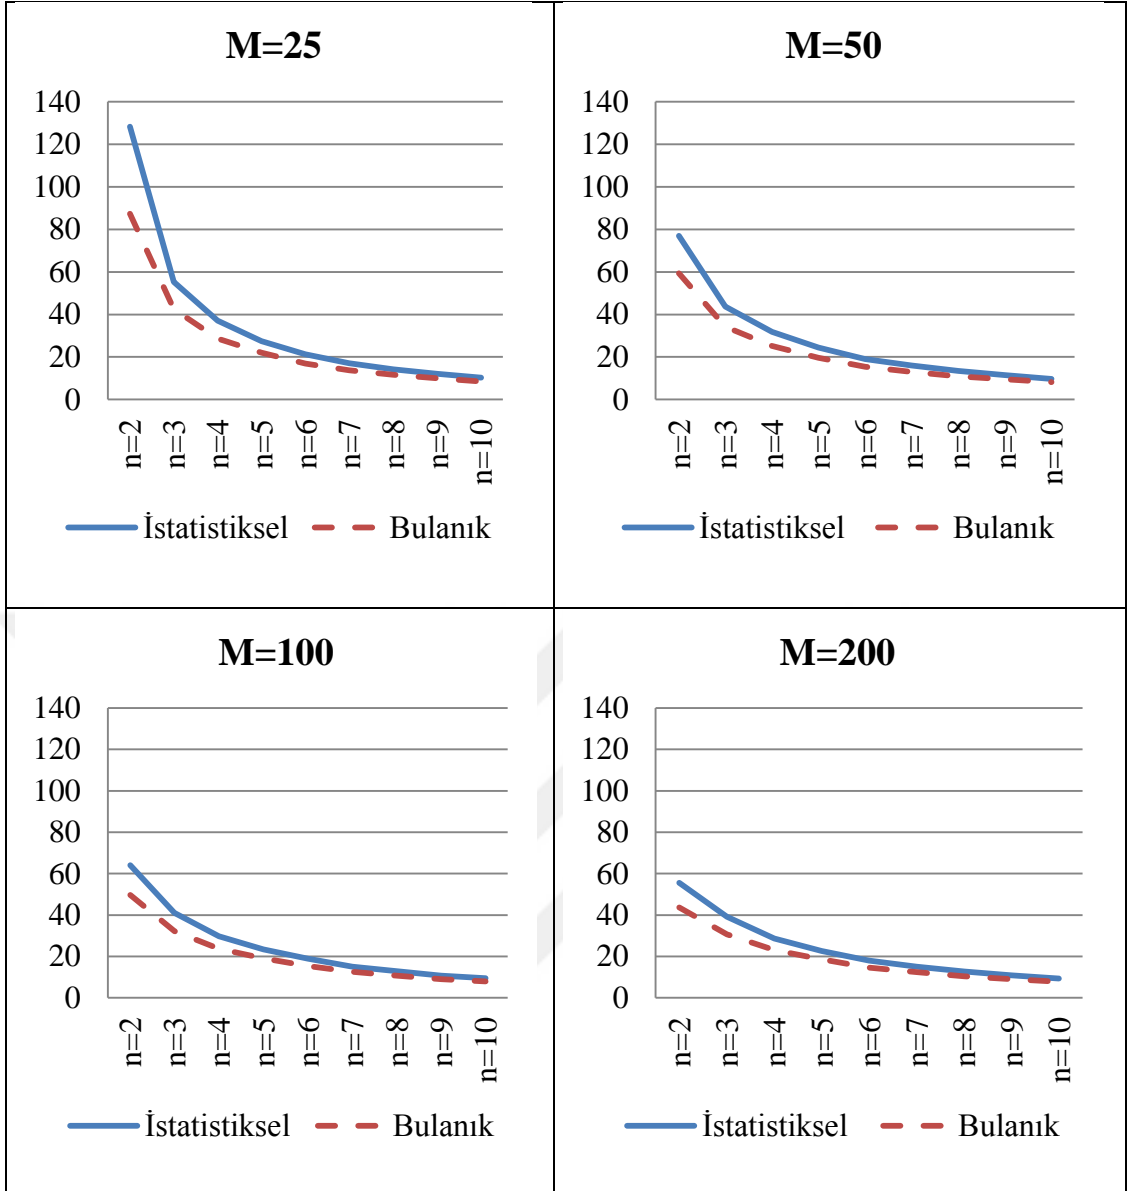 M=25
140
120
100
80
60
40
20
0
n=2
n=3
n=4
n=5
n=6
n=7
n=8
n=9
n=10
İstatistiksel Bulanık
M=50
140
120
100
80
60
40
20
0
n=2
n=3
n=4
n=5
n=6
n=7
n=8
n=9
n=10
İstatistiksel Bulanık
M=100
140
120
100
80
60
40
20
0
n=2
n=3
n=4
n=5
n=6
n=7
n=8
n=9
n=10
İstatistiksel Bulanık
M=200
140
120
100
80
60
40
20
0
n=2
n=3
n=4
n=5
n=6
n=7
n=8
n=9
n=10
İstatistiksel Bulanık